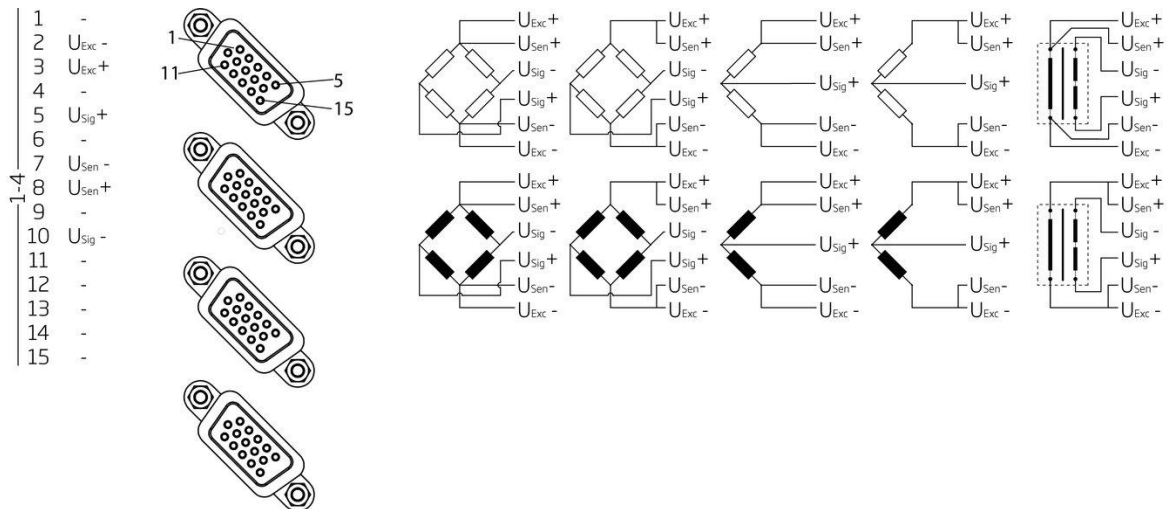 1-4
1 -
2 UExc -
3 UExc+
4 -
5 USig+
6 -
7 USen -
8 USen+
9 -
10 USig -
11 -
12 -
13 -
14 -
15 -
1
11
5
15
UExc+
USen+
USig -
USig+
USen-
UExc -
UExc+
USen+
USig -
USig+
USen-
UExc -
UExc+
USen+
USig+
USen-
UExc -
UExc+
USen+
USig+
USen-
UExc -
UExc+
USen+
USig -
USig+
USen-
UExc -
UExc+
USen+
USig -
USig+
USen-
UExc -
UExc+
USen+
USig -
USig+
USen-
UExc -
UExc+
USen+
USig+
USen-
UExc -
UExc+
USen+
USig+
USen-
UExc -
UExc+
USen+
USig -
USig+
USen-
UExc -